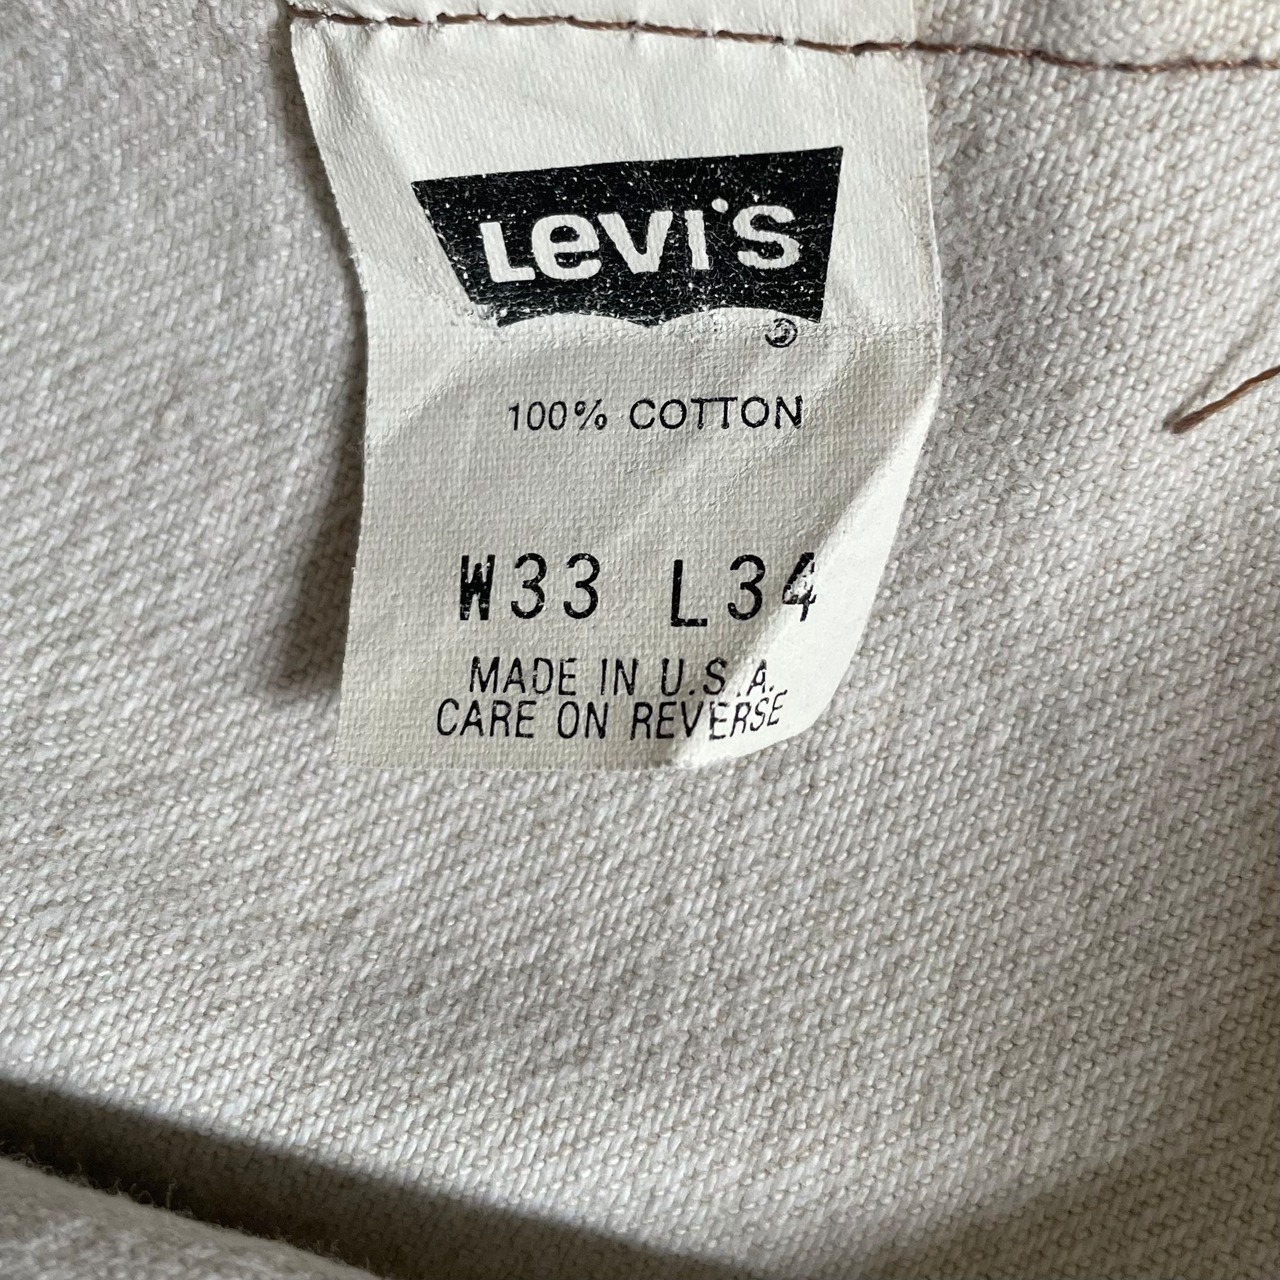 Levi's
®
100% COTTON
W33 L34
MADE IN U.S.A.
CARE ON REVERSE